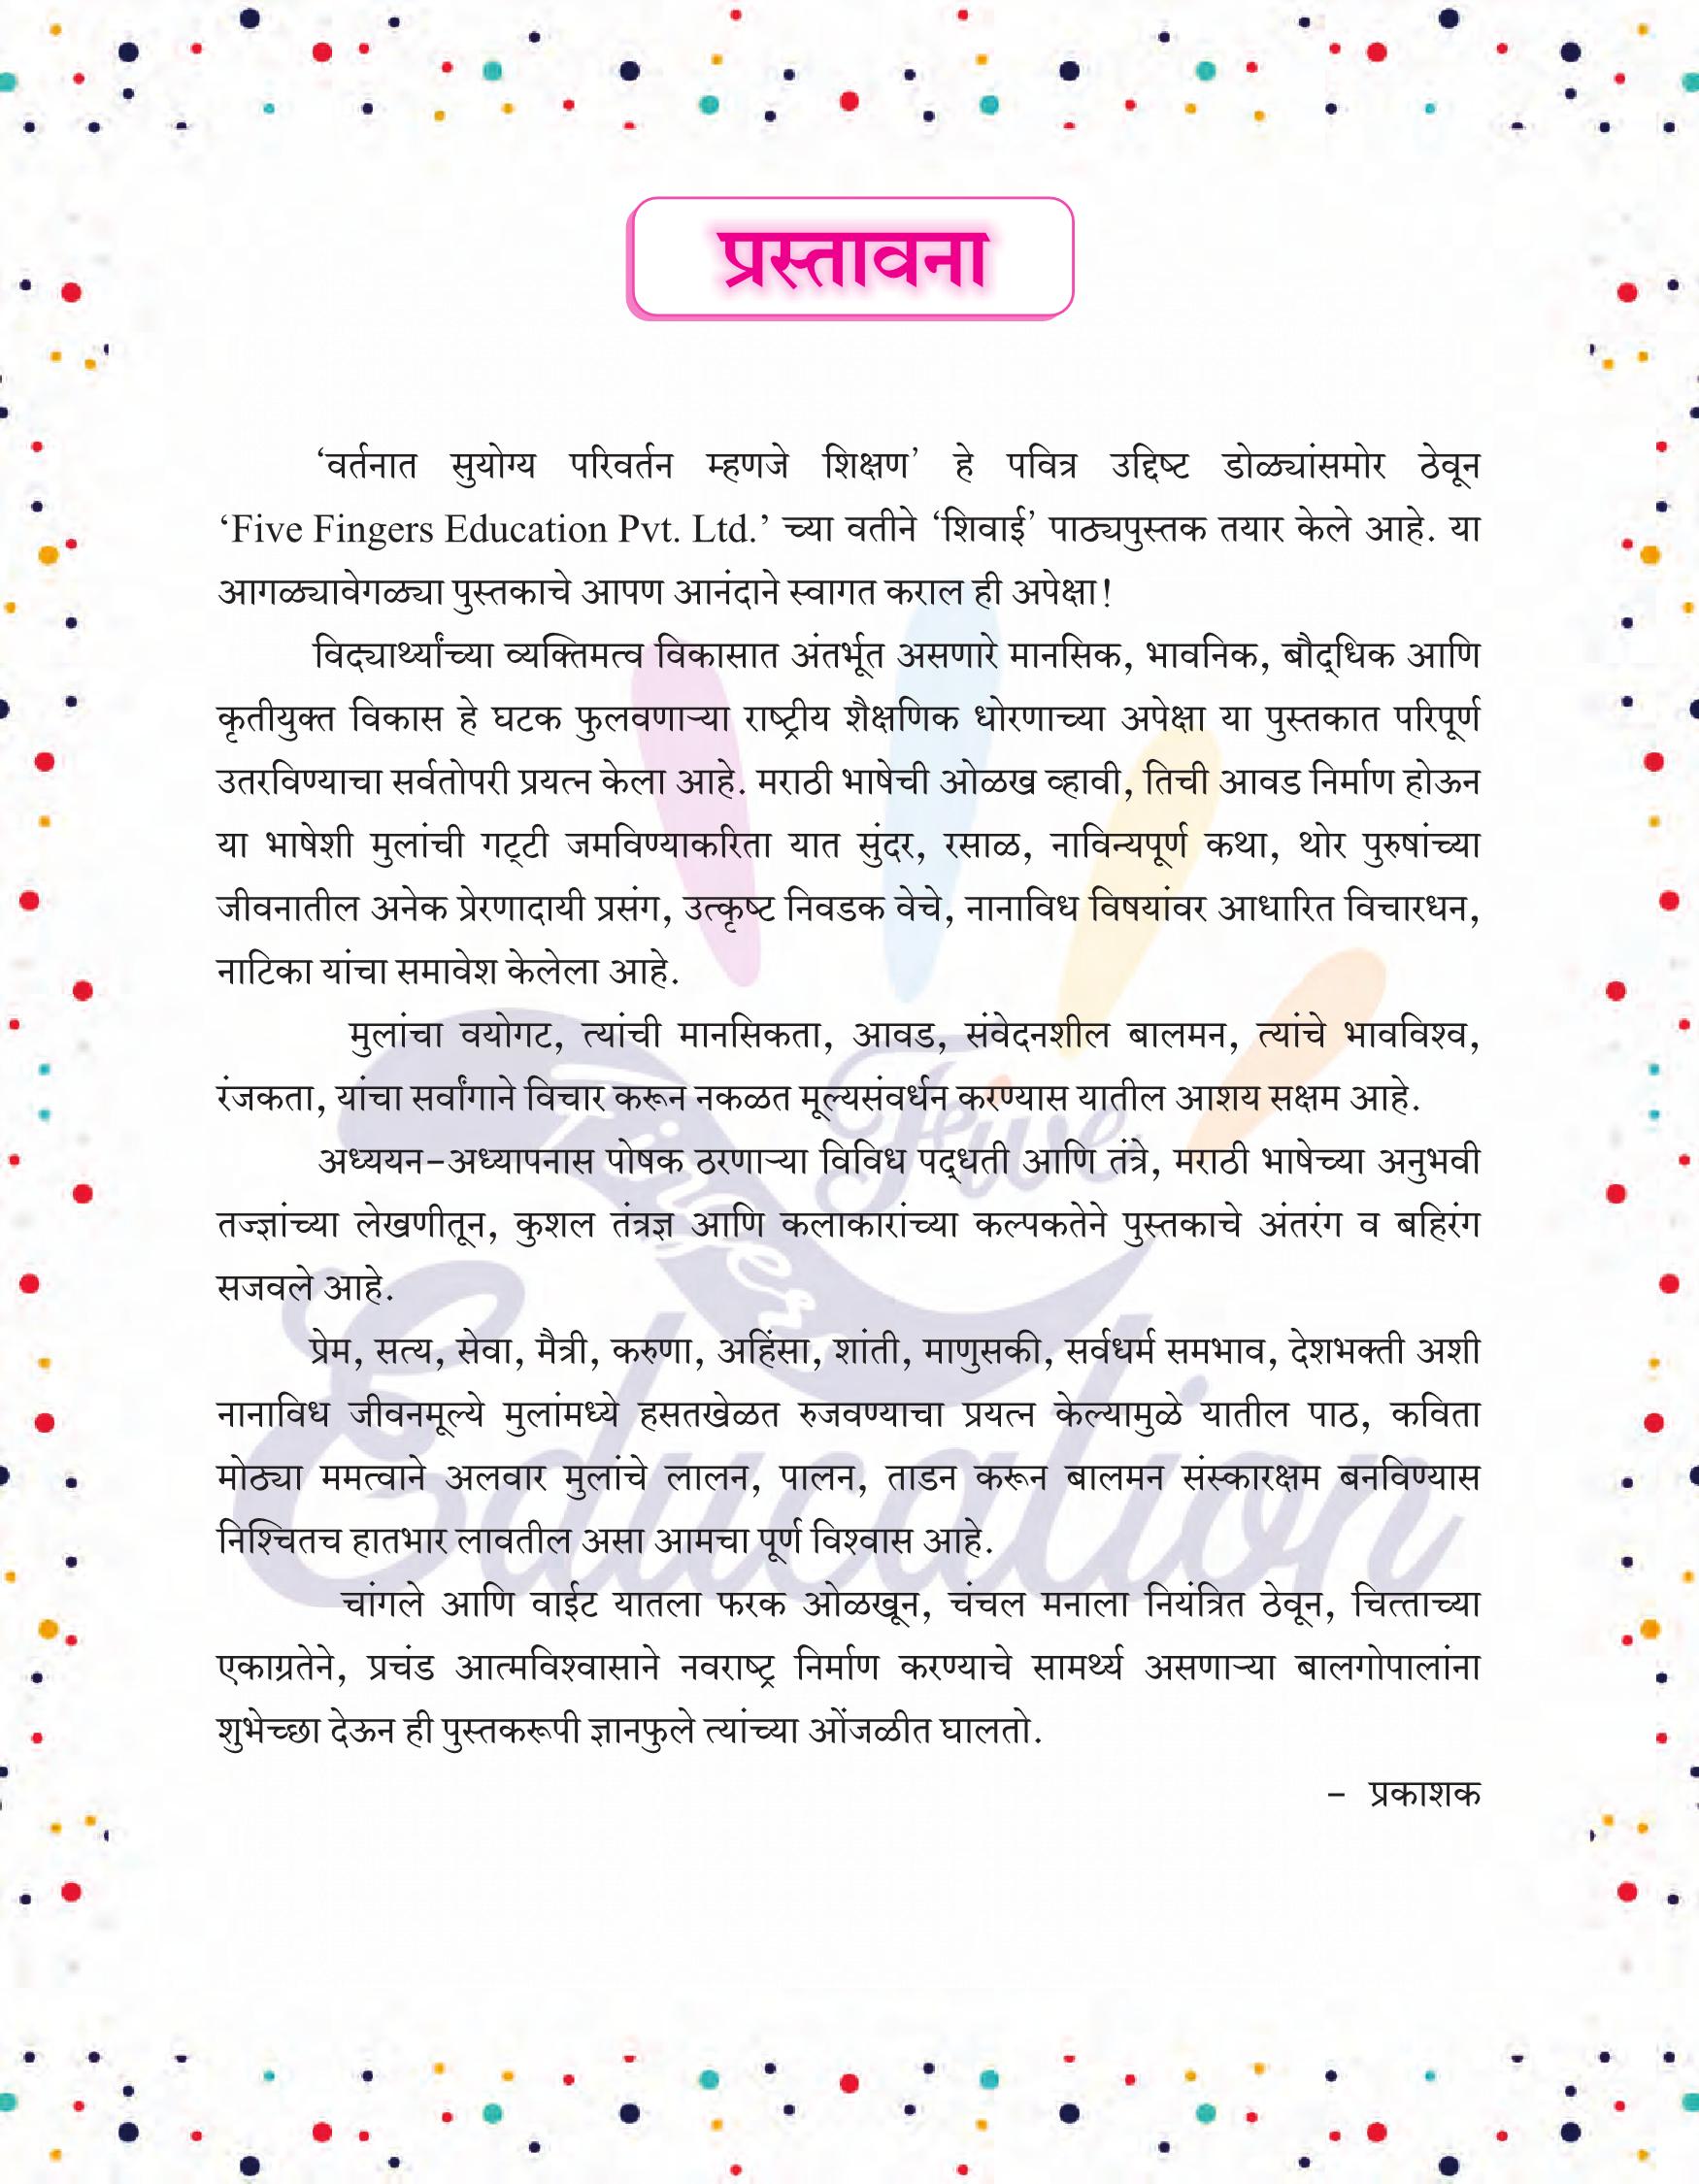 प्रस्तावना
‘वर्तनात सुयोग्य परिवर्तन म्हणजे शिक्षण’ हे पवित्र उद्दिष्ट डोळ्यांसमोर ठेवून
‘Five Fingers Education Pvt. Ltd.’ च्या वतीने ‘शिवाई’ पाठ्यपुस्तक तयार केले आहे. या
आगळ्यावेगळ्या पुस्तकाचे आपण आनंदाने स्वागत कराल ही अपेक्षा!
विद्यार्थ्यांच्या व्यक्तिमत्व विकासात अंतर्भूत असणारे मानसिक, भावनिक, बौद्‌धिक आणि
कृतीयुक्त विकास हे घटक फुलवणाऱ्या राष्ट्रीय शैक्षणिक धोरणाच्या अपेक्षा या पुस्तकात परिपूर्ण
उतरविण्याचा सर्वतोपरी प्रयत्न केला आहे. मराठी भाषेची ओळख व्हावी, तिची आवड निर्माण होऊन
या भाषेशी मुलांची गट्‌टी जमविण्याकरिता यात सुंदर, रसाळ, नाविन्यपूर्ण कथा, थोर पुरुषांच्या
जीवनातील अनेक प्रेरणादायी प्रसंग, उत्कृष्ट निवडक वेचे, नानाविध विषयांवर आधारित विचारधन,
नाटिका यांचा समावेश केलेला आहे.
मुलांचा वयोगट, त्यांची मानसिकता, आवड, संवेदनशील बालमन, त्यांचे भावविश्व,
रंजकता, यांचा सर्वांगाने विचार करून नकळत मूल्यसंवर्धन करण्यास यातील आशय सक्षम आहे.
अध्ययन-अध्यापनास पोषक ठरणाऱ्या विविध पद्‌धती आणि तंत्रे, मराठी भाषेच्या अनुभवी
तज्ज्ञांच्या लेखणीतून, कुशल तंत्रज्ञ आणि कलाकारांच्या कल्पकतेने पुस्तकाचे अंतरंग व बहिरंग
सजवले आहे.
प्रेम, सत्य, सेवा, मैत्री, करुणा, अहिंसा, शांती, माणुसकी, सर्वधर्म समभाव, देशभक्ती अशी
नानाविध जीवनमूल्ये मुलांमध्ये हसतखेळत रुजवण्याचा प्रयत्न केल्यामुळे यातील पाठ, कविता
मोठ्या ममत्वाने अलवार मुलांचे लालन, पालन, ताडन करून बालमन संस्कारक्षम बनविण्यास
निश्चितच हातभार लावतील असा आमचा पूर्ण विश्वास आहे.
चांगले आणि वाईट यातला फरक ओळखून, चंचल मनाला नियंत्रित ठेवून, चित्ताच्या
एकाग्रतेने, प्रचंड आत्मविश्वासाने नवराष्ट्र निर्माण करण्याचे सामर्थ्य असणाऱ्या बालगोपालांना
शुभेच्छा देऊन ही पुस्तकरूपी ज्ञानफुले त्यांच्या ओंजळीत घालतो.
- प्रकाशक
Five
Fingers
Education